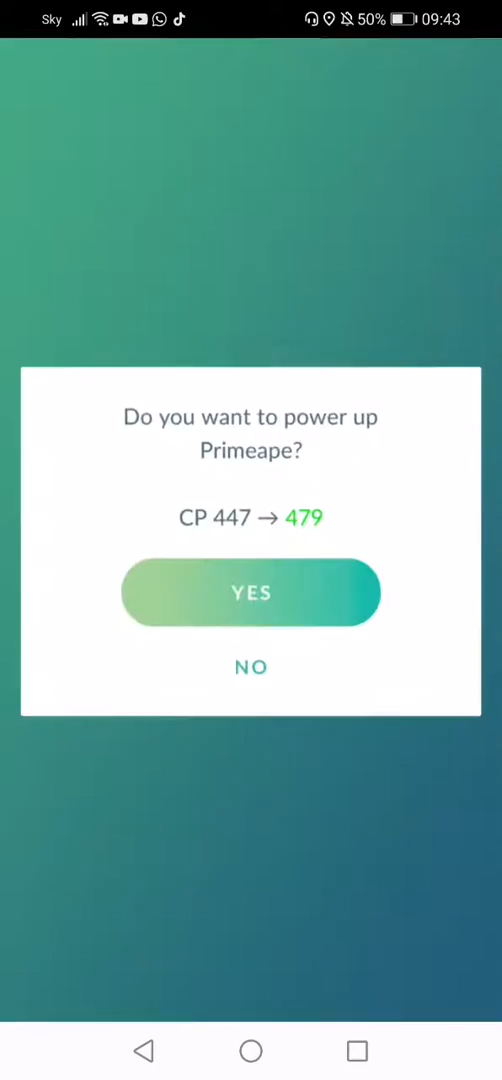 Sky 50% 09:43
Do you want to power up
Primeape?
CP 447 → 479
YES
NO